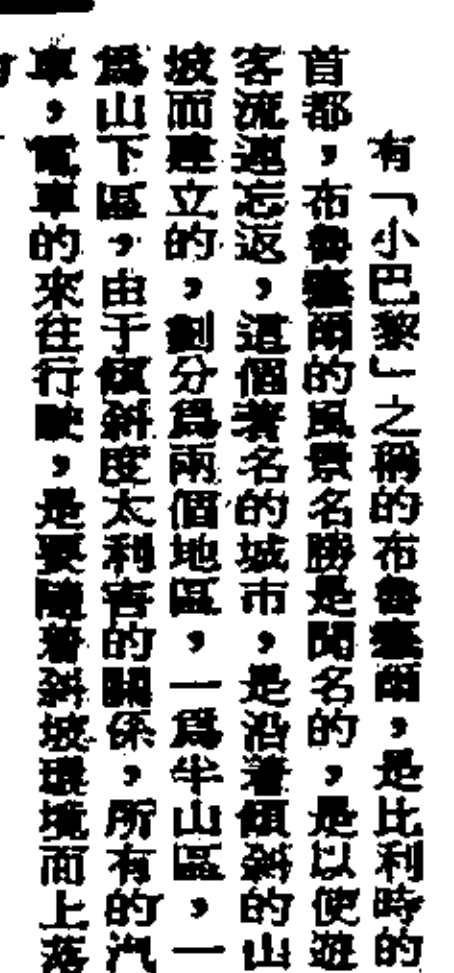 有「小巴黎」之稱的布魯塞爾，是比利時的
首都，布魯塞爾的風景名勝是聞名的，是以使遊
客流連忘返，這個著名的城市，是沿著傾斜的山
坡而建立的，劃分爲兩個地區，一爲半山區，一
爲山下區，由于傾斜度太利害的關係，所有的汽
車，電車的來往行駛，是要隨着斜坡環境而上落